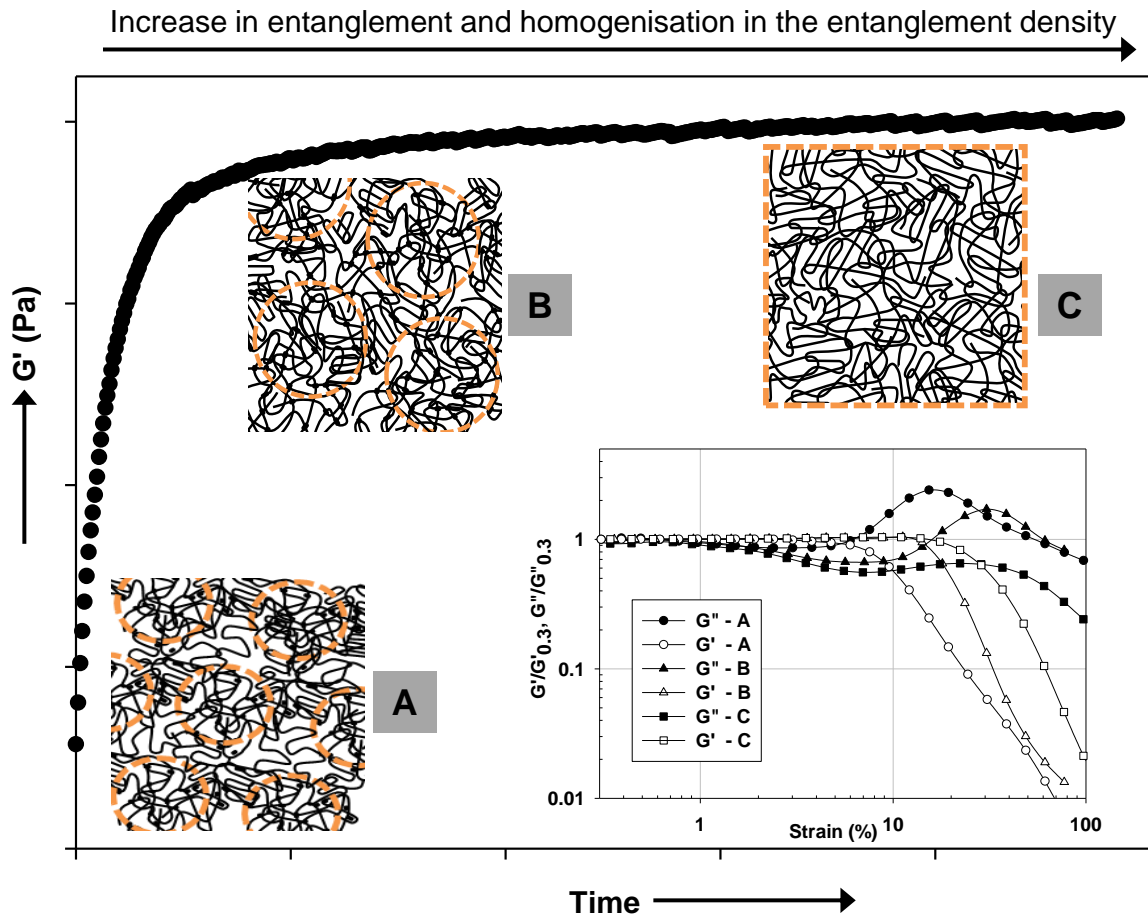 Increase in entanglement and homogenisation in the entanglement density
G' (Pa)
B
C
A
G'/G'0.3, G"/G"0.3
1
0.1
0.01
G" - A
G' - A
G" - B
G' - B
G" - C
G' - C
1
10
100
Strain (%)
Time